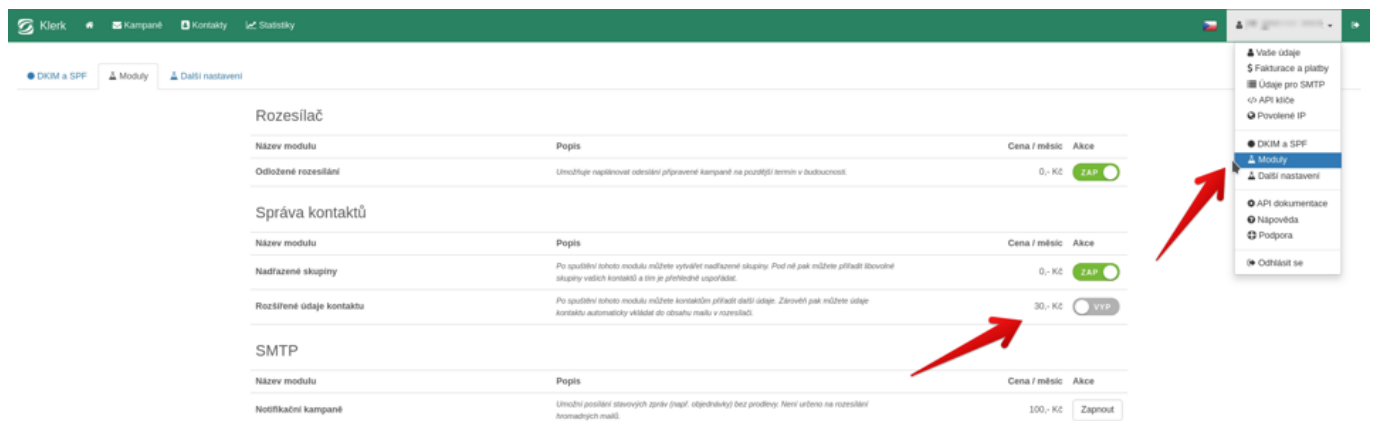 Klerk Kampaně Kontakty Statistiky
DKIM a SPF Moduly Další nastavení
Vaše údaje
Fakturace a platby
Údaje pro SMTP
API klíče
Povolené IP
DKIM a SPF
Moduly
Další nastavení
API dokumentace
Nápověda
Podpora
Odhlásit se
Rozesílač
Název modulu Popis Cena / měsíc Akce
Odložené rozesílání Umožňuje naplánovat odeslání připravené kampaně na pozdější termín v budoucnosti. 0,- Kč ZAP
Správa kontaktů
Název modulu Popis Cena / měsíc Akce
Nadřazené skupiny Po spuštění tohoto modulu můžete vytvářet nadřazené skupiny. Pod ně pak můžete přiřadit libovolné 0,- Kč ZAP
skupiny vašich kontaktů a tím je přehledně uspořádat.
Rozšířené údaje kontaktu Po spuštění tohoto modulu můžete kontaktům přiřadit další údaje. Zároveň pak můžete údaje 30,- Kč VYP
kontaktu automaticky vkládat do obsahu mailu v rozesílači.
SMTP
Název modulu Popis Cena / měsíc Akce
Notifikační kampaně Umožní posílání stavových zpráv (např. objednávky) bez prodlevy. Není určeno na rozesílání 100,- Kč Zapnout
hromadných mailů.